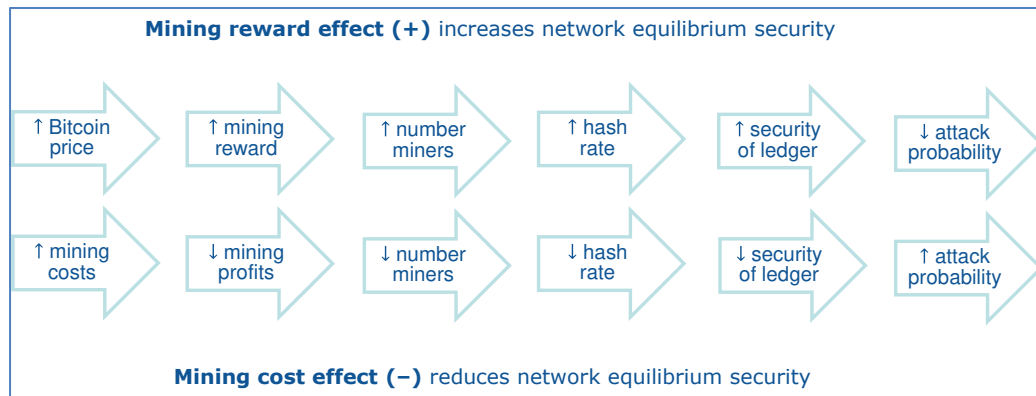 Mining reward effect (+) increases network equilibrium security
↑ Bitcoin
price
↑ mining
reward
↑ number
miners
↑ hash
rate
↑ security
of ledger
↓ attack
probability
↑ mining
costs
↓ mining
profits
↓ number
miners
↓ hash
rate
↓ security
of ledger
↑ attack
probability
Mining cost effect (−) reduces network equilibrium security